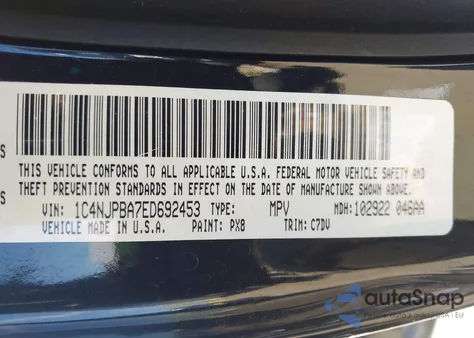 S
THIS VEHICLE CONFORMS TO ALL APPLICABLE U.S.A. FEDERAL MOTOR VEHICLE SAFETY AND
S THEFT PREVENTION STANDARDS IN EFFECT ON THE DATE OF MANUFACTURE SHOWN ABOVE.
VIN: 1C4NJPBA7ED692453 TYPE: MPV MDH: 102922 046AA
VEHICLE MADE IN U.S.A. PAINT: PX8 TRIM: C7DV
autoSnap